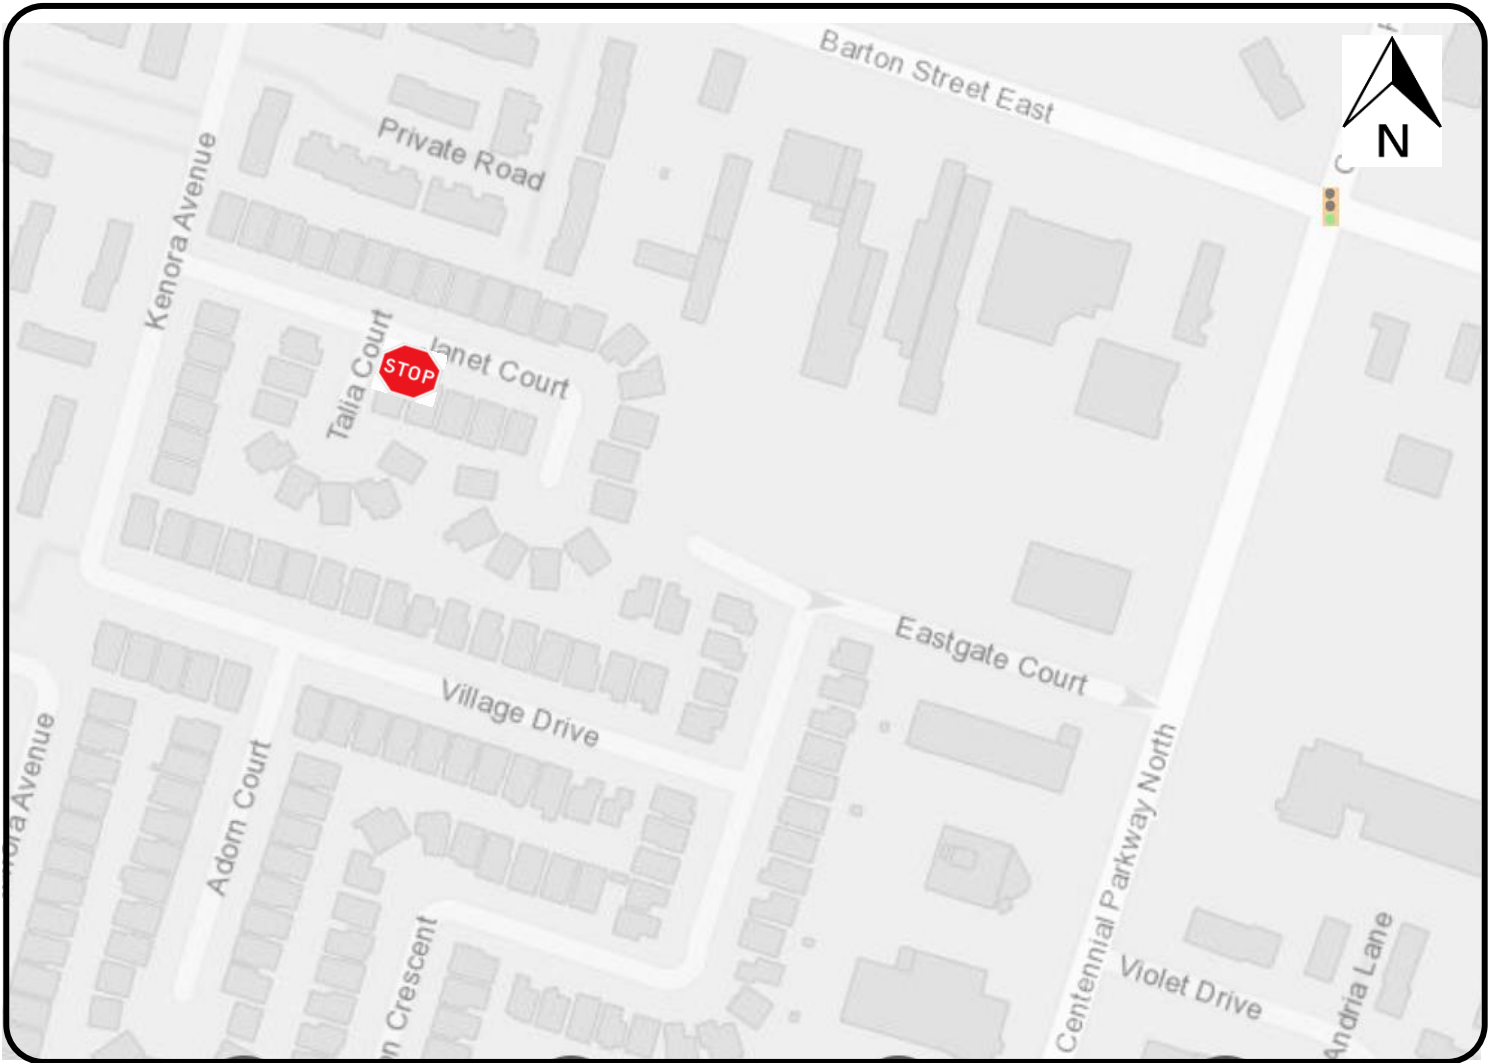 Barton Street East
N
Private Road
Kenora Avenue
Talia Court
STOP
Janet Court
Eastgate Court
Village Drive
Adorn Court
Avenue
Centennial Parkway North
Crescent
Violet Drive
Andria Lane